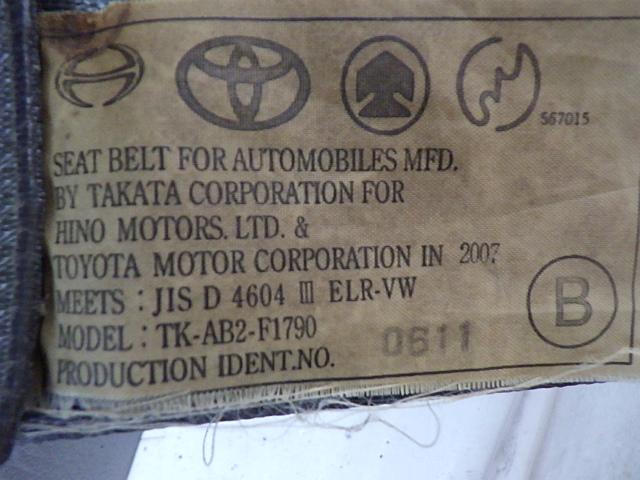 567015
SEAT BELT FOR AUTOMOBILES MFD.
BY TAKATA CORPORATION FOR
HINO MOTORS. LTD. &
TOYOTA MOTOR CORPORATION IN 2007
MEETS : JIS D 4604 III ELR-VW
MODEL : TK-AB2-F1790
PRODUCTION IDENT.NO. 0611
B